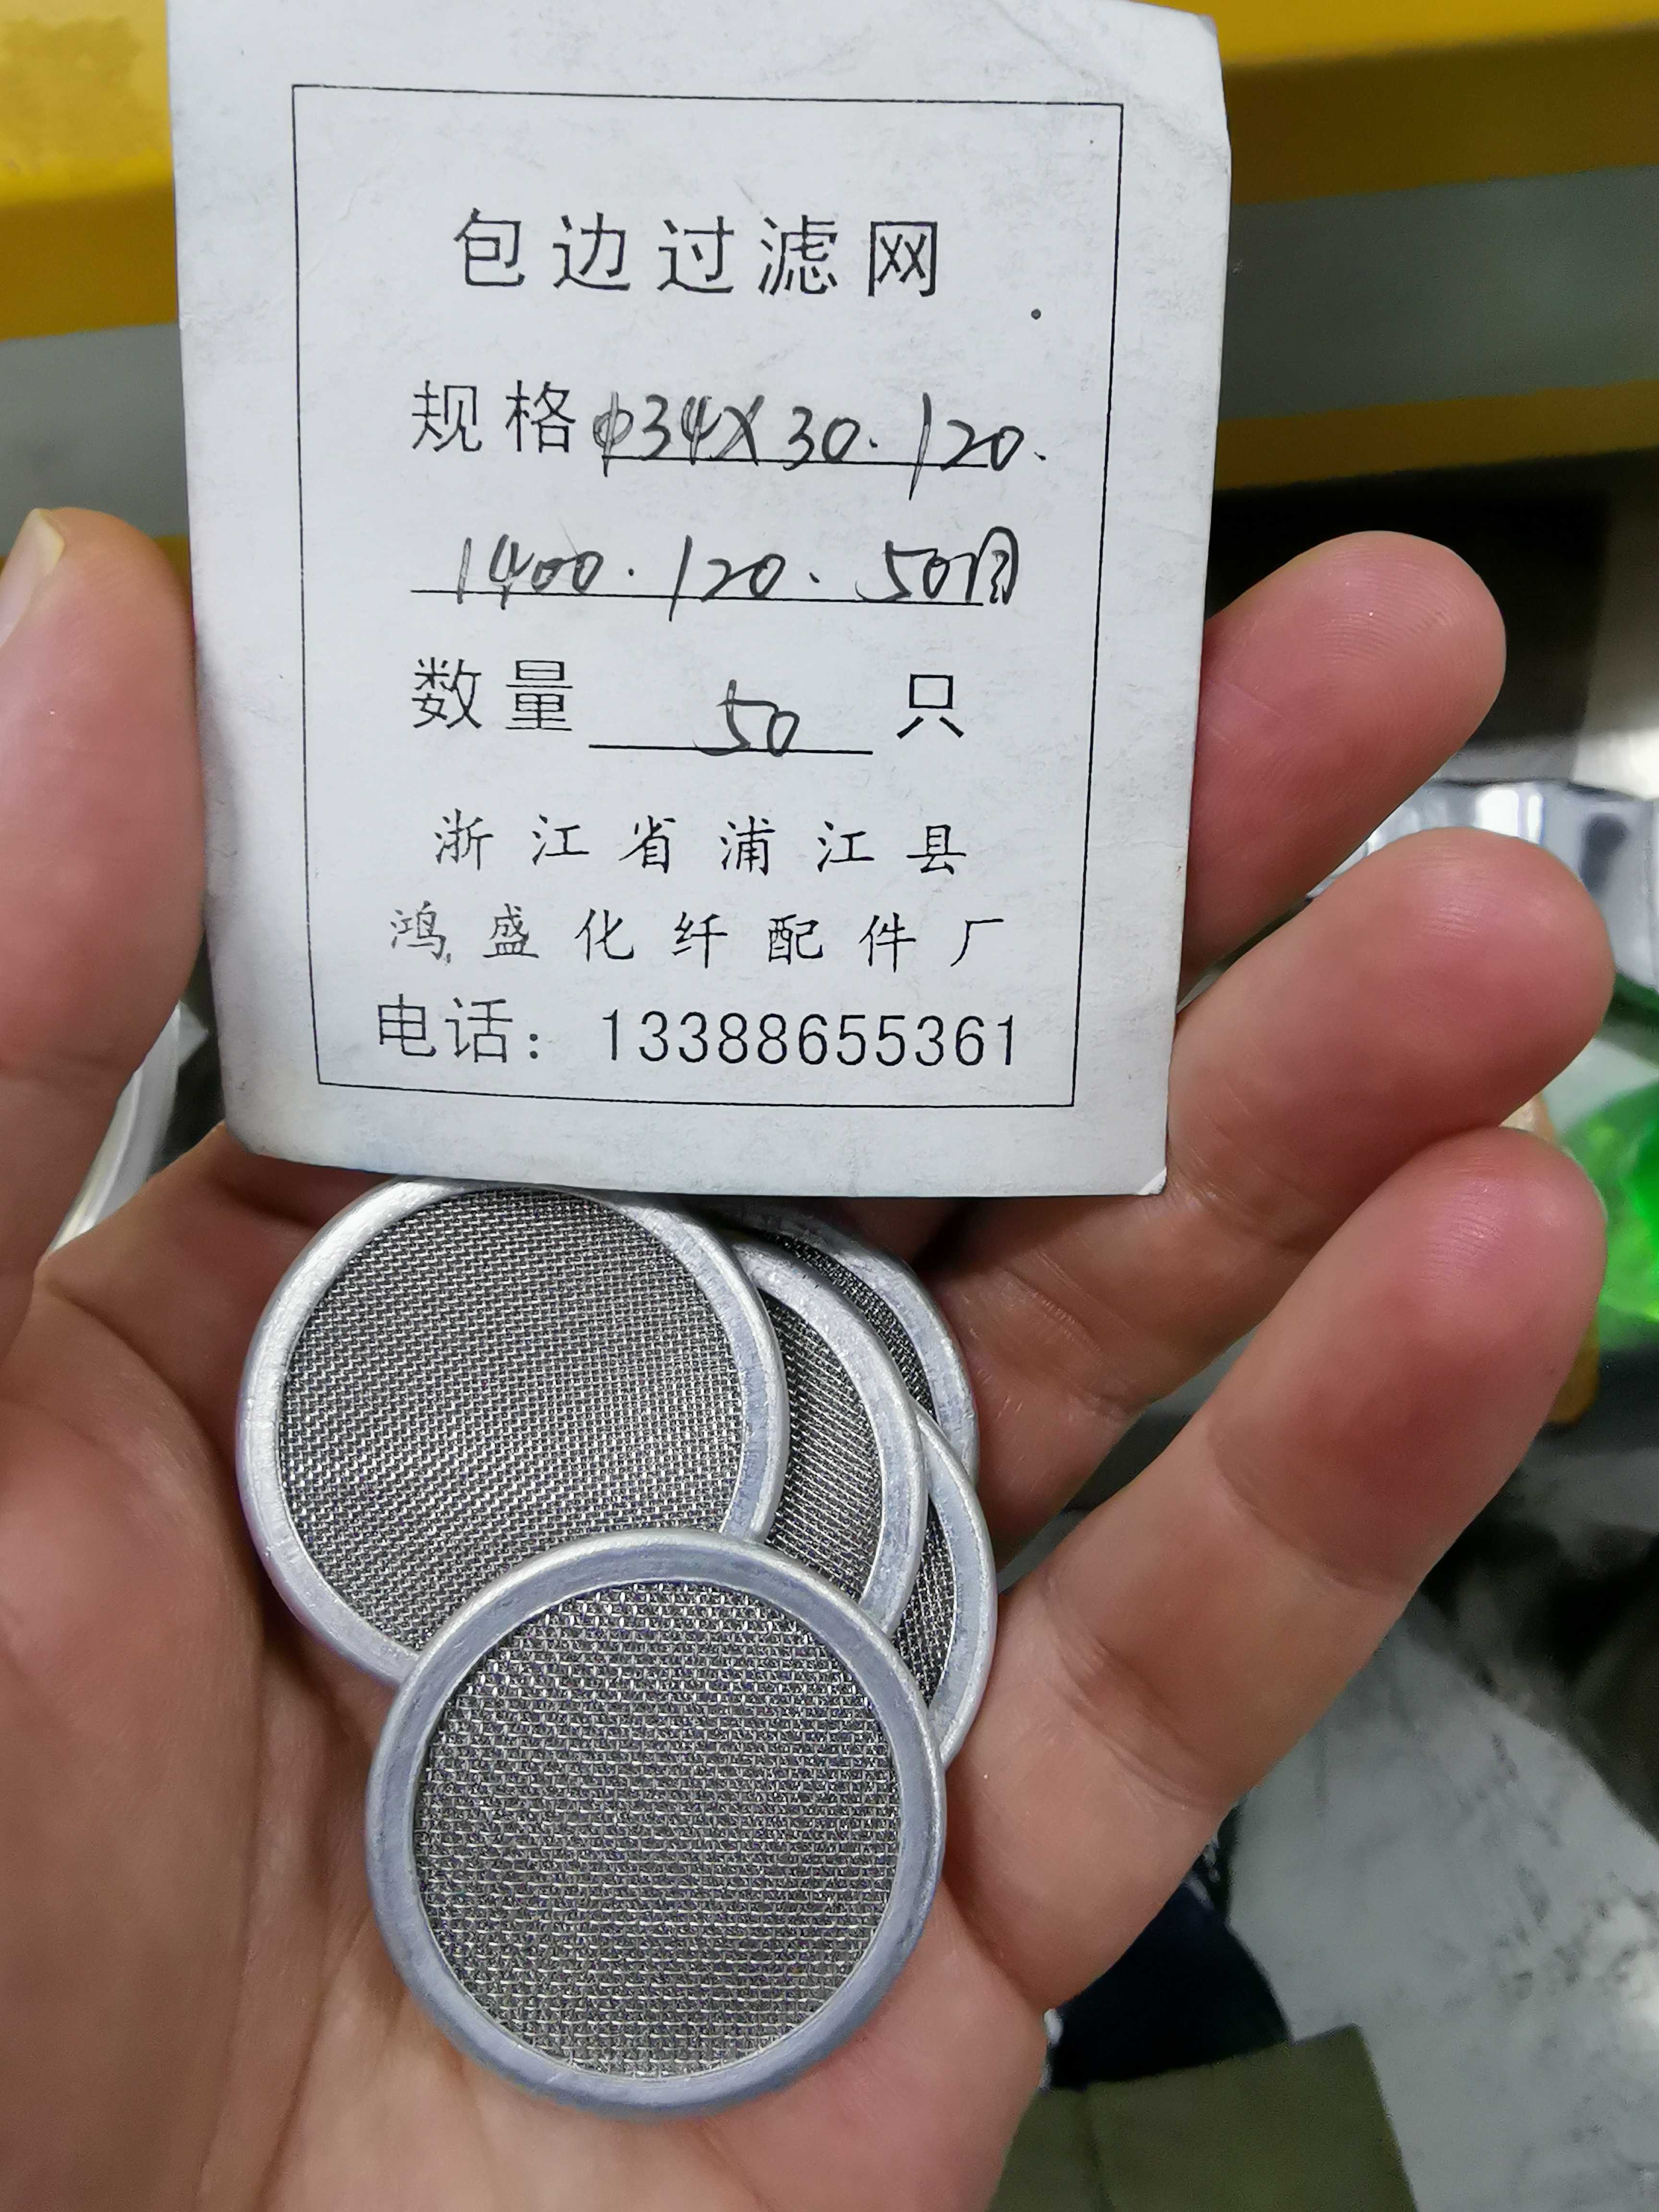 包边过滤网
规格 φ34X30.120.
1400.120.50目
数量 50 只
浙江省浦江县
鸿盛化纤配件厂
电话：13388655361